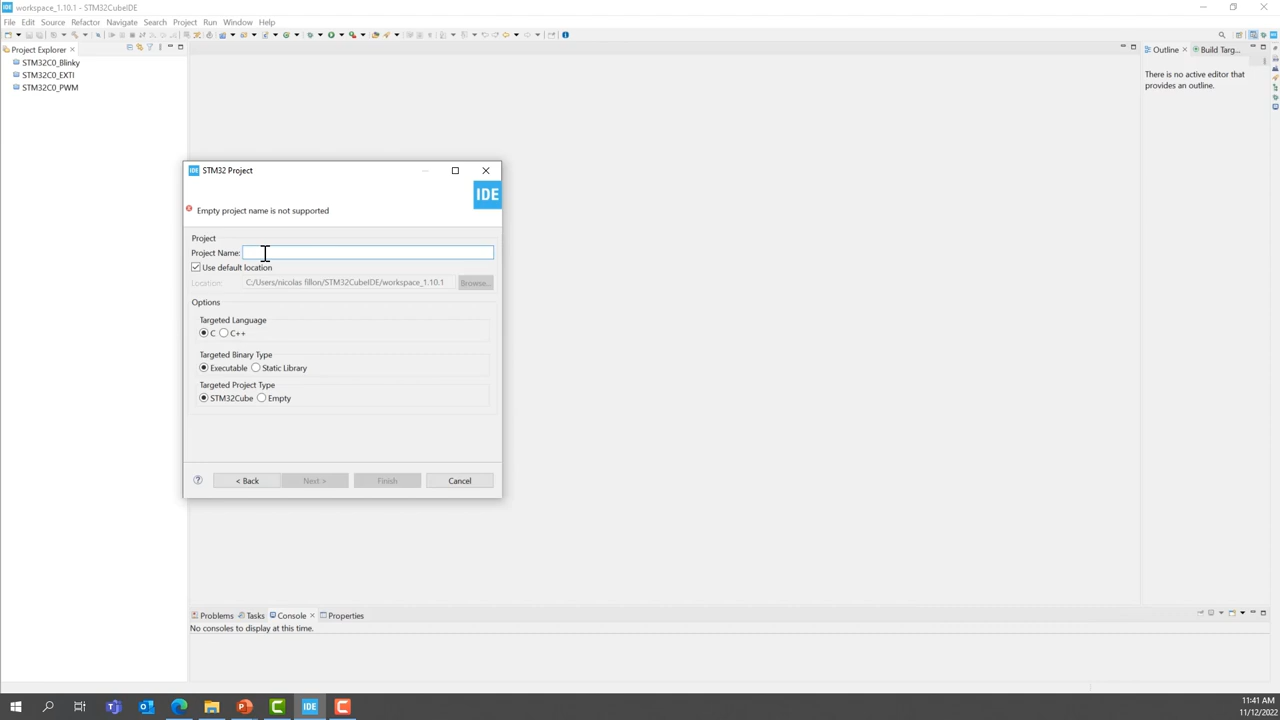 IDE workspace_1.10.1 - STM32CubeIDE
File Edit Source Refactor Navigate Search Project Run Window Help
Project Explorer
STM32C0_Blinky
STM32C0_EXTI
STM32C0_PWM
Outline Build Targ...
There is no active editor that
provides an outline.
IDE STM32 Project
IDE
Empty project name is not supported
Project
Project Name:
Use default location
Location: C:/Users/nicolas fillon/STM32CubeIDE/workspace_1.10.1 Browse...
Options
Targeted Language
C C++
Targeted Binary Type
Executable Static Library
Targeted Project Type
STM32Cube Empty
? < Back Next > Finish Cancel
Problems Tasks Console Properties
No consoles to display at this time.
IDE
11:41 AM
11/12/2022